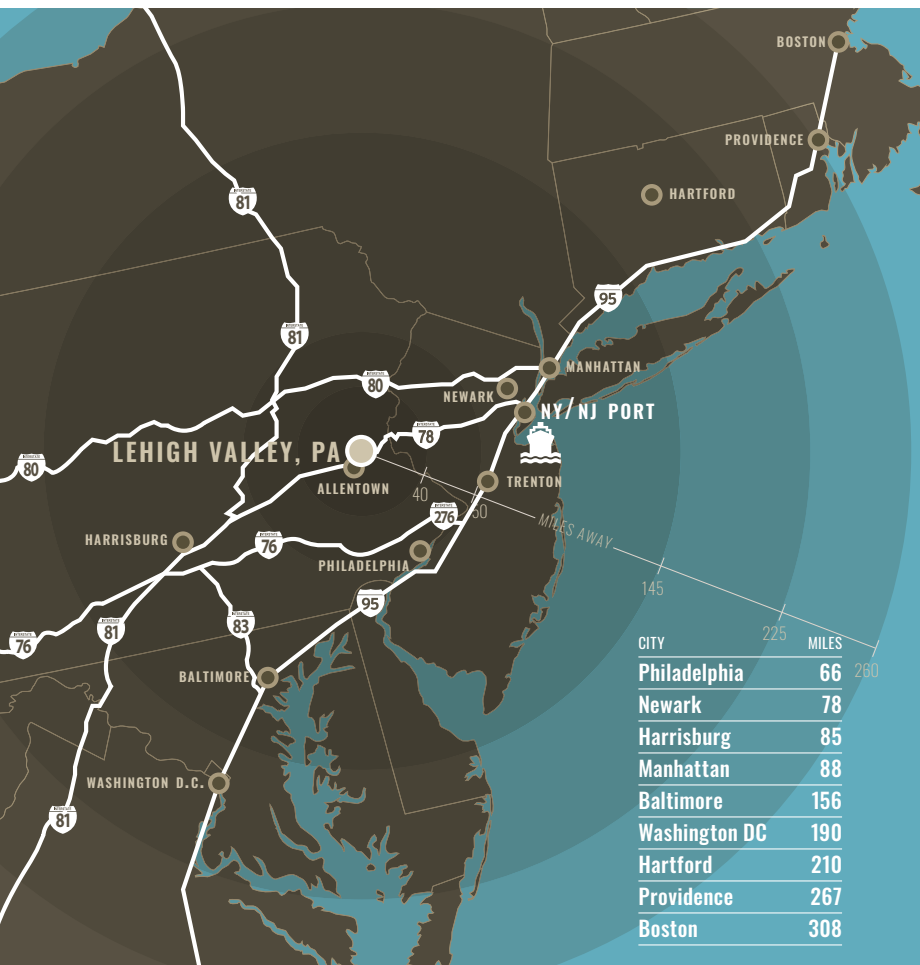 BOSTON
PROVIDENCE
HARTFORD
81
95
81
MANHATTAN
80
NEWARK
NY/NJ PORT
78
LEHIGH VALLEY, PA
80
ALLENTOWN
40
TRENTON
60
276
MILES AWAY
HARRISBURG
76
PHILADELPHIA
145
95
83
81
76
225
260
BALTIMORE
WASHINGTON D.C.
81
CITY MILES
Philadelphia 66
Newark 78
Harrisburg 85
Manhattan 88
Baltimore 156
Washington DC 190
Hartford 210
Providence 267
Boston 308